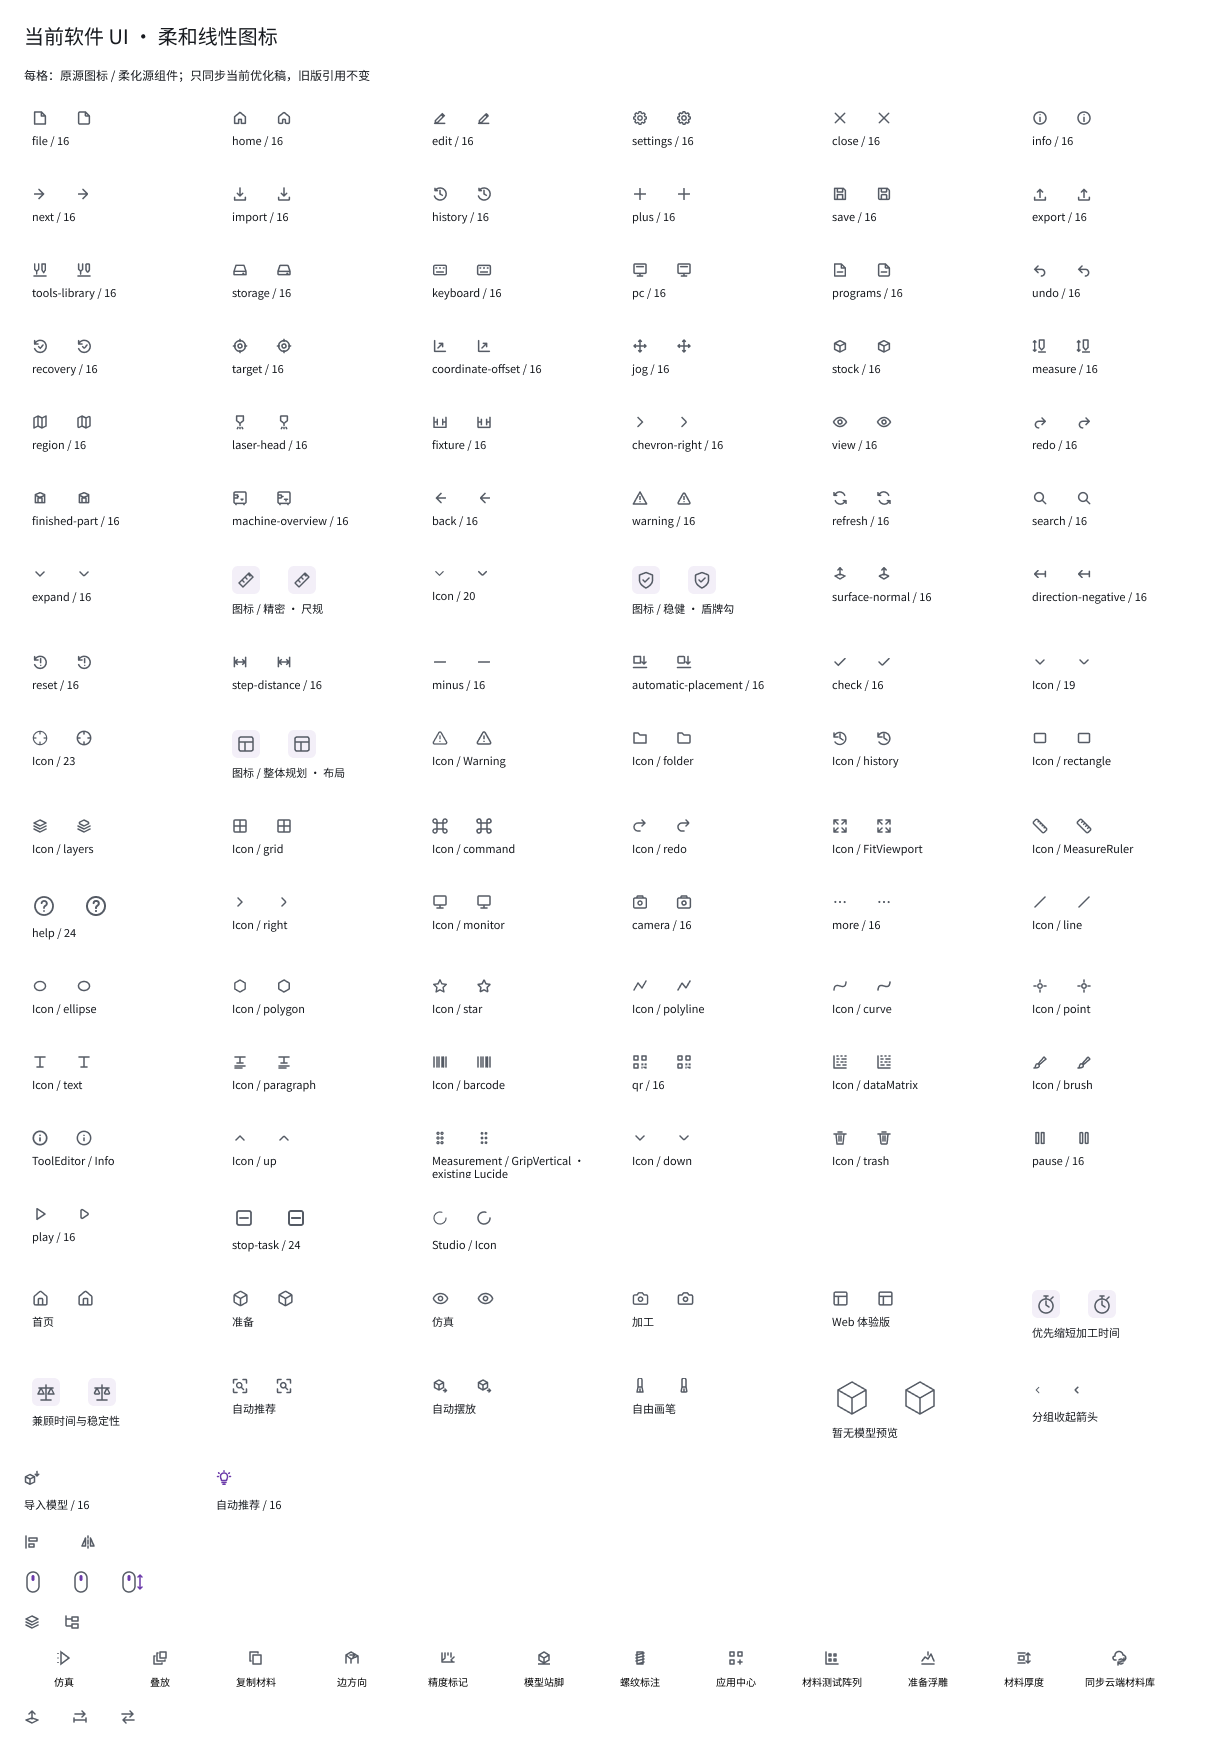 当前软件 UI · 柔和线性图标
每格：原源图标 / 柔化源组件；只同步当前优化稿，旧版引用不变
file / 16
home / 16
edit / 16
settings / 16
close / 16
info / 16
next / 16
import / 16
history / 16
plus / 16
save / 16
export / 16
tools-library / 16
storage / 16
keyboard / 16
pc / 16
programs / 16
undo / 16
recovery / 16
target / 16
coordinate-offset / 16
jog / 16
stock / 16
measure / 16
region / 16
laser-head / 16
fixture / 16
chevron-right / 16
view / 16
redo / 16
finished-part / 16
machine-overview / 16
back / 16
warning / 16
refresh / 16
search / 16
expand / 16
图标 / 精密 · 尺规
Icon / 20
图标 / 稳健 · 盾牌勾
surface-normal / 16
direction-negative / 16
reset / 16
step-distance / 16
minus / 16
automatic-placement / 16
check / 16
Icon / 19
Icon / 23
图标 / 整体规划 · 布局
Icon / Warning
Icon / folder
Icon / history
Icon / rectangle
Icon / layers
Icon / grid
Icon / command
Icon / redo
Icon / FitViewport
Icon / MeasureRuler
help / 24
Icon / right
Icon / monitor
camera / 16
more / 16
Icon / line
Icon / ellipse
Icon / polygon
Icon / star
Icon / polyline
Icon / curve
Icon / point
Icon / text
Icon / paragraph
Icon / barcode
qr / 16
Icon / dataMatrix
Icon / brush
ToolEditor / Info
Icon / up
Measurement / GripVertical ·
existing Lucide
Icon / down
Icon / trash
pause / 16
play / 16
stop-task / 24
Studio / Icon
首页
准备
仿真
加工
Web 体验版
优先缩短加工时间
兼顾时间与稳定性
自动推荐
自动摆放
自由画笔
暂无模型预览
分组收起箭头
导入模型 / 16
自动推荐 / 16
仿真
叠放
复制材料
边方向
精度标记
模型站脚
螺纹标注
应用中心
材料测试阵列
准备浮雕
材料厚度
同步云端材料库